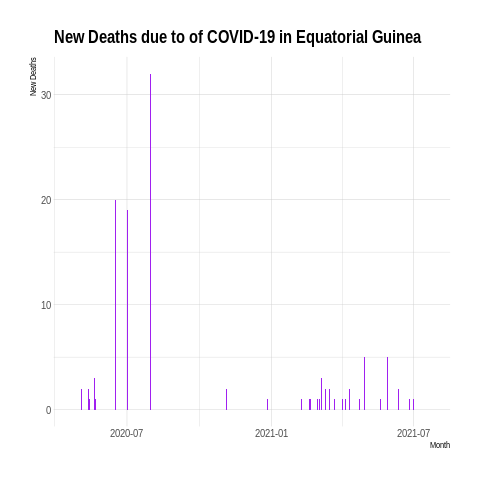 New Deaths due to of COVID-19 in Equatorial Guinea
New Deaths
30
20
10
0
2020-07 2021-01 2021-07
Month